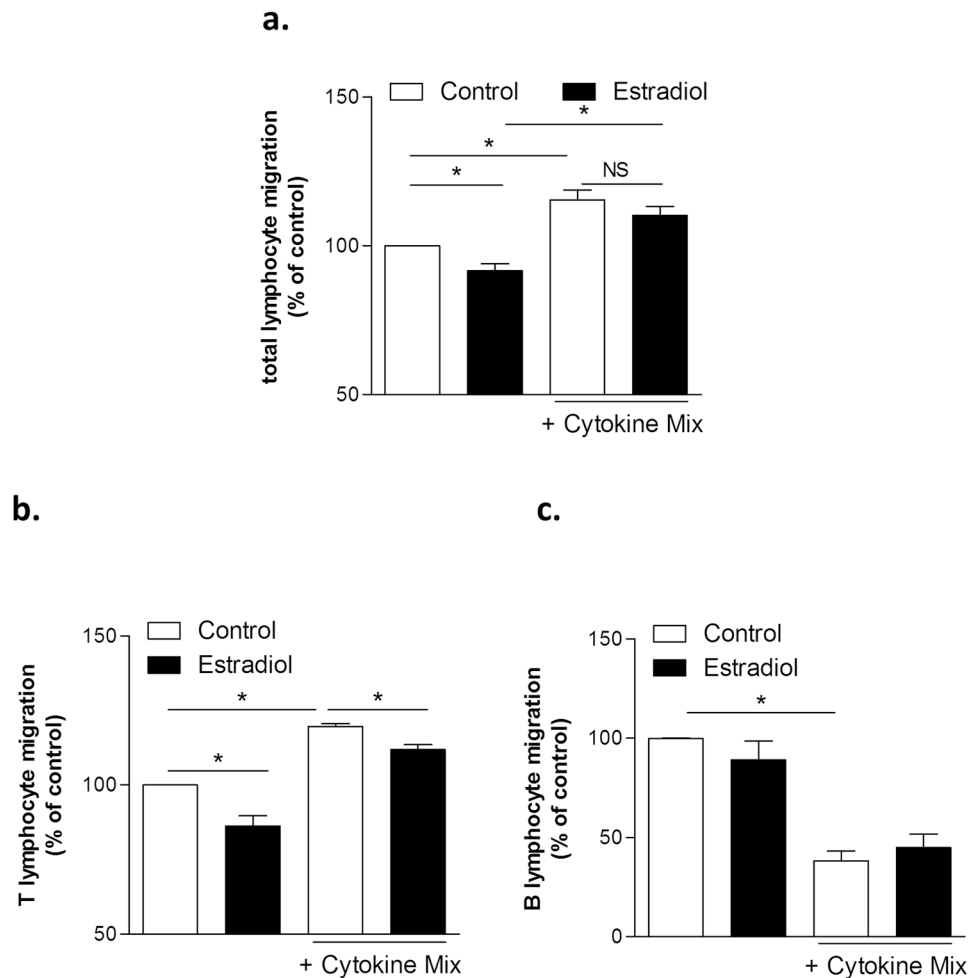 a.
total lymphocyte migration
(% of control)
150
100
50
Control
Estradiol
*
*
*
NS
+ Cytokine Mix
b.
T lymphocyte migration
(% of control)
150
100
50
Control
Estradiol
*
*
*
+ Cytokine Mix
c.
B lymphocyte migration
(% of control)
150
100
50
0
Control
Estradiol
*
+ Cytokine Mix